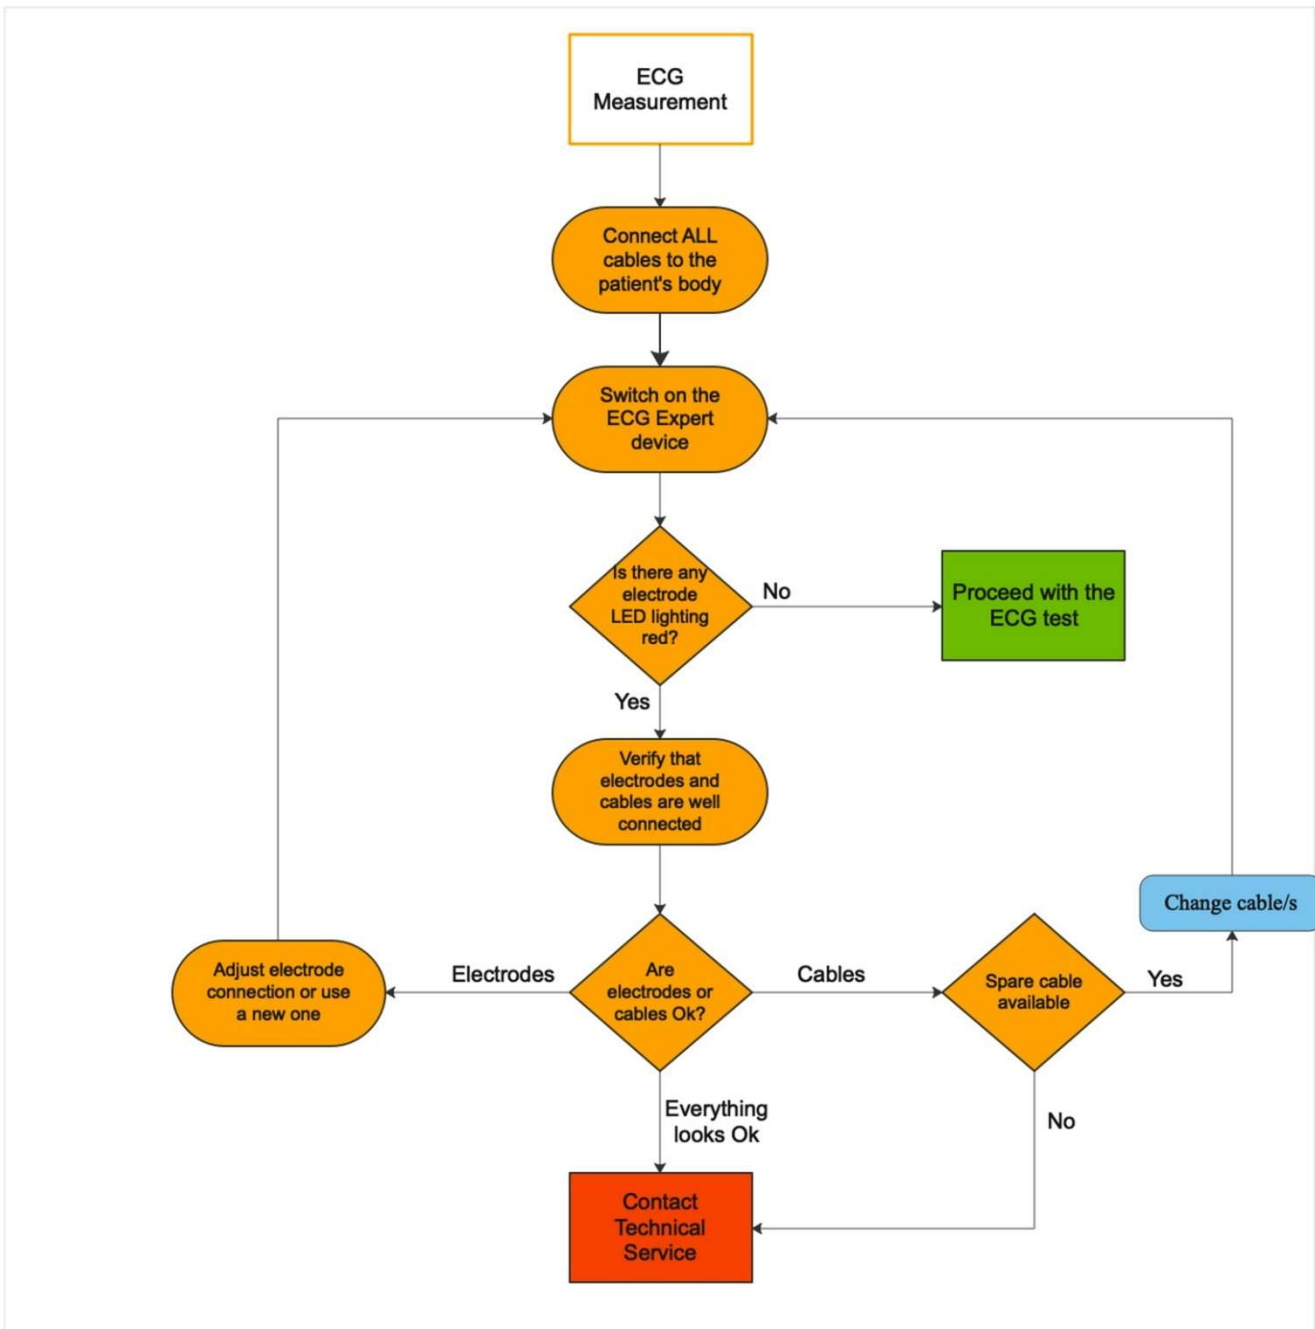 ECG
Measurement
Connect ALL
cables to the
patient's body
Switch on the
ECG Expert
device
Is there any
electrode
LED lighting
red?
No
Proceed with the
ECG test
Yes
Verify that
electrodes and
cables are well
connected
Change cable/s
Adjust electrode
connection or use
a new one
Electrodes
Are
electrodes or
cables Ok?
Cables
Spare cable
available
Yes
Everything
looks Ok
No
Contact
Technical
Service